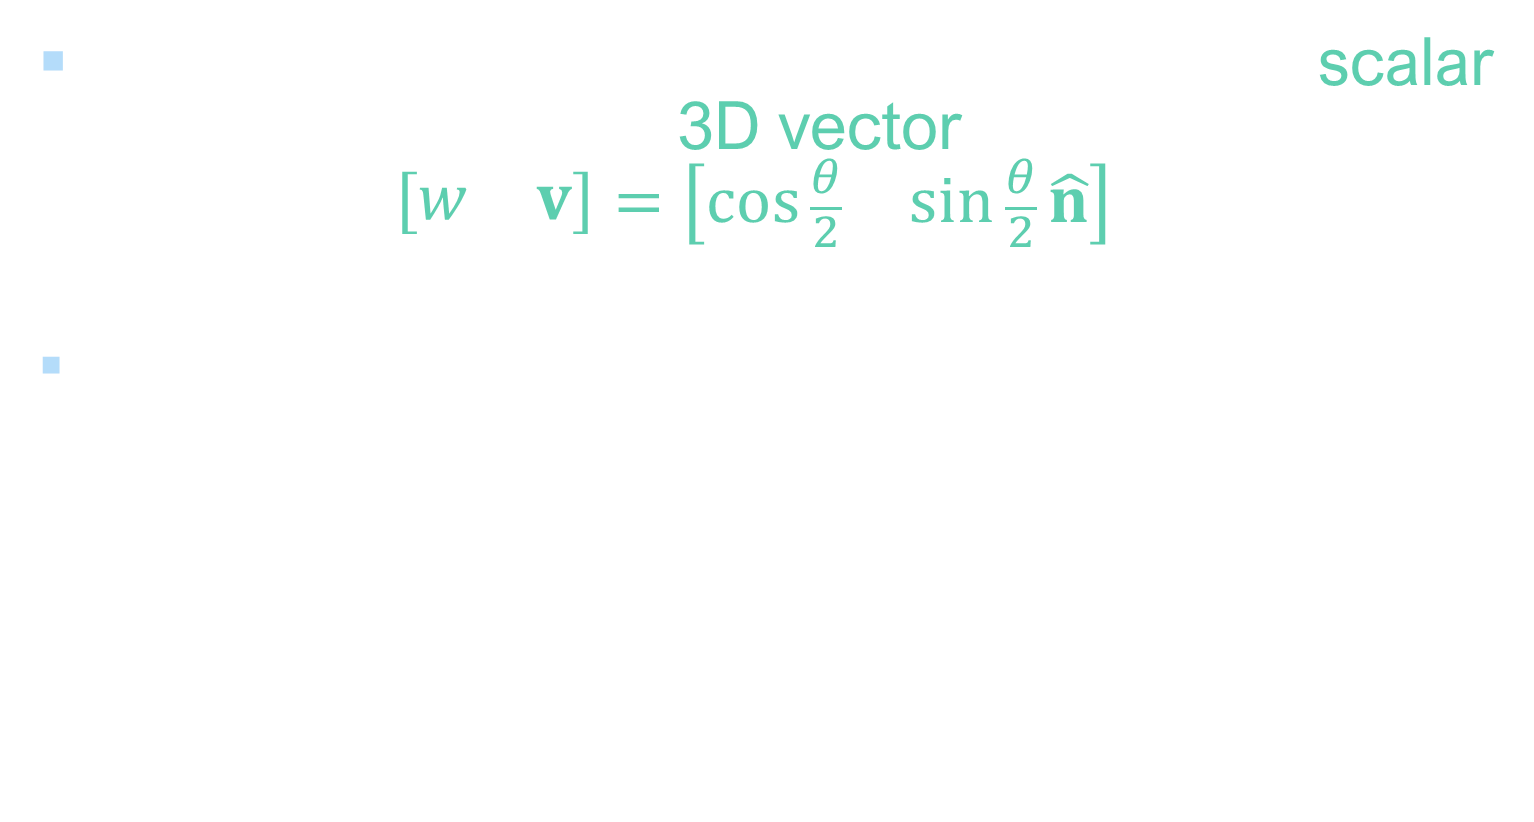 scalar
3D vector
[w v] = [cos θ/2 sin θ/2 n̂]